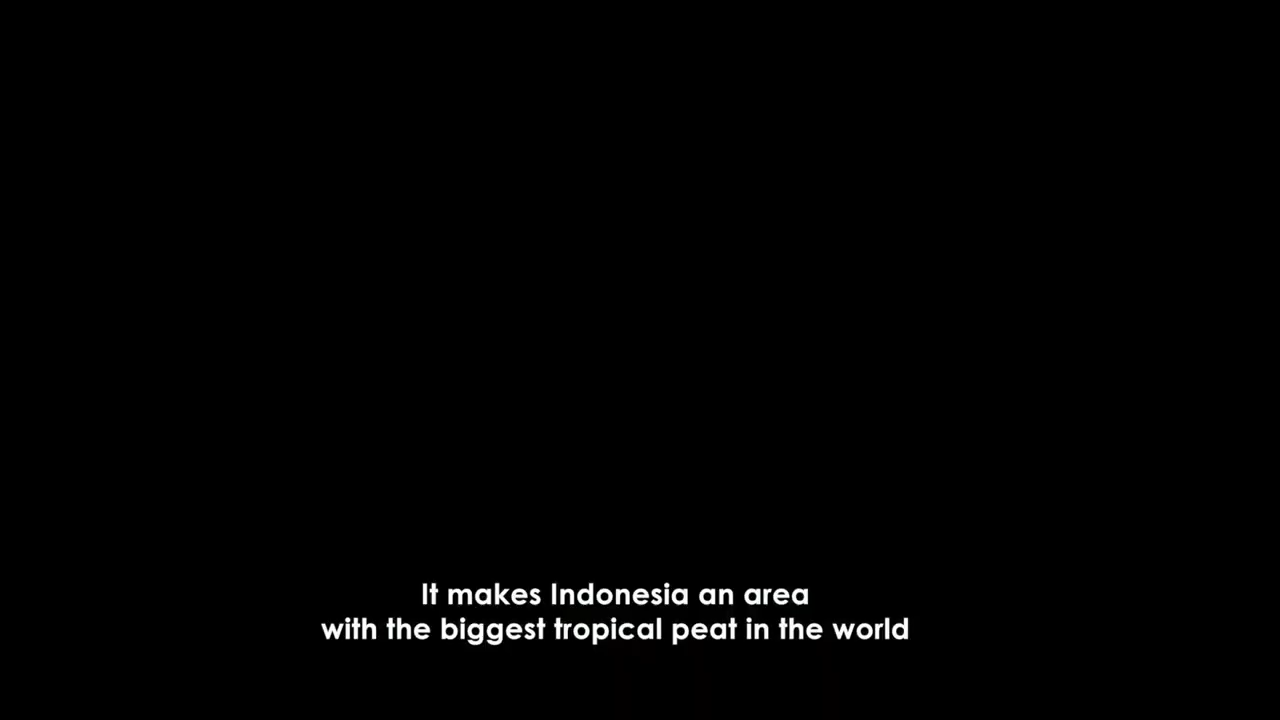 It makes Indonesia an area
with the biggest tropical peat in the world